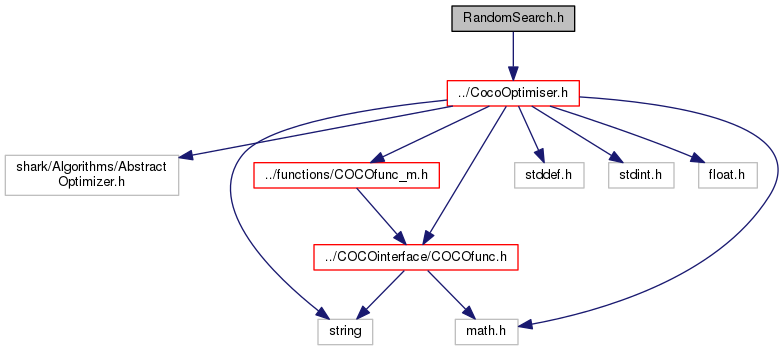 RandomSearch.h
../CocoOptimiser.h
shark/Algorithms/Abstract
Optimizer.h
../functions/COCOfunc_m.h
stddef.h
stdint.h
float.h
../COCOinterface/COCOfunc.h
string
math.h